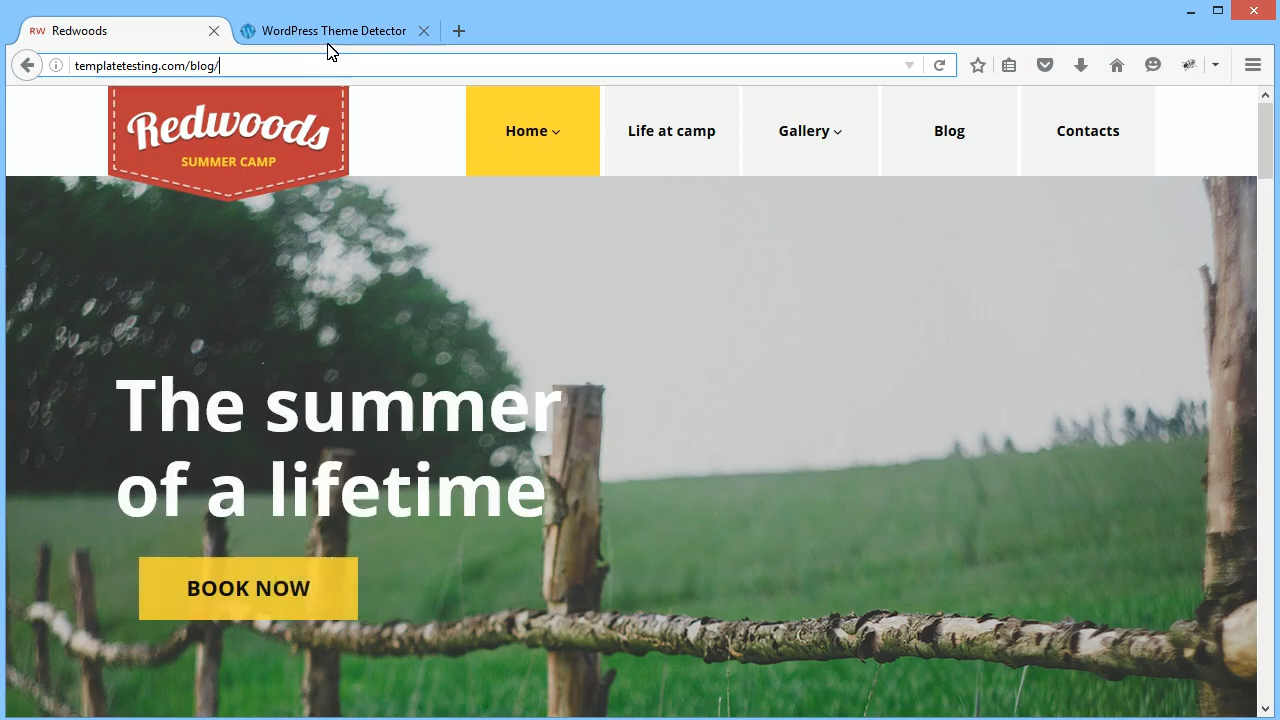 RW Redwoods
WordPress Theme Detector
templatetesting.com/blog/
Redwoods
SUMMER CAMP
Home
Life at camp
Gallery
Blog
Contacts
The summer
of a lifetime
BOOK NOW